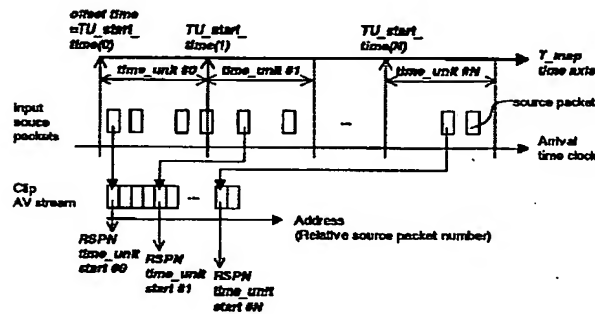 offset time
=TU_start_
time(0)
TU_start_
time(1)
TU_start_
time(N)
T_map
time axis
time_unit #0
time_unit #1
time_unit #N
Input
souce
packets
source packet
Arrival
time clock
Clip
AV stream
Address
(Relative source packet number)
RSPN
time_unit
start #0
RSPN
time_unit
start #1
RSPN
time_unit
start #N